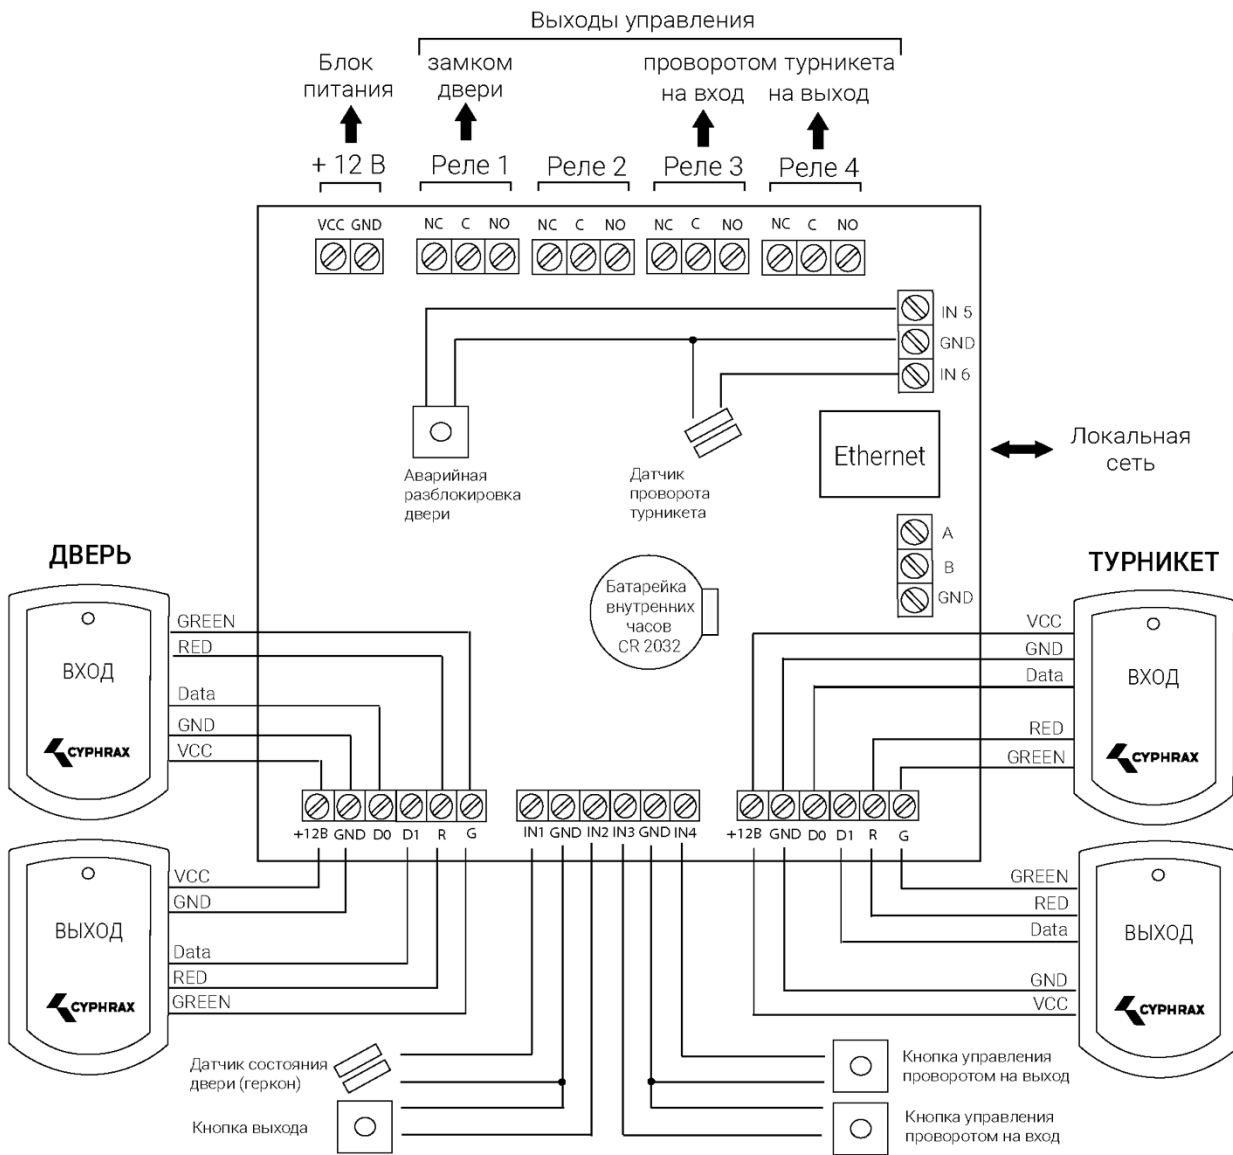 Выходы управления
Блок
питания
замком
двери
проворотом турникета
на вход
на выход
+ 12 В
Реле 1
Реле 2
Реле 3
Реле 4
VCC GND
NC C NO
NC C NO
NC C NO
NC C NO
IN 5
GND
IN 6
Аварийная
разблокировка
двери
Датчик
проворота
турникета
Ethernet
Локальная
сеть
A
B
GND
Батарейка
внутренних
часов
CR 2032
ДВЕРЬ
ВХОД
CYPHRAX
GREEN
RED
Data
GND
VCC
ТУРНИКЕТ
ВХОД
CYPHRAX
VCC
GND
Data
RED
GREEN
+12В GND D0 D1 R G
IN1 GND IN2 IN3 GND IN4
+12В GND D0 D1 R G
ВЫХОД
CYPHRAX
VCC
GND
Data
RED
GREEN
ВЫХОД
CYPHRAX
GREEN
RED
Data
GND
VCC
Датчик состояния
двери (геркон)
Кнопка выхода
Кнопка управления
проворотом на выход
Кнопка управления
проворотом на вход